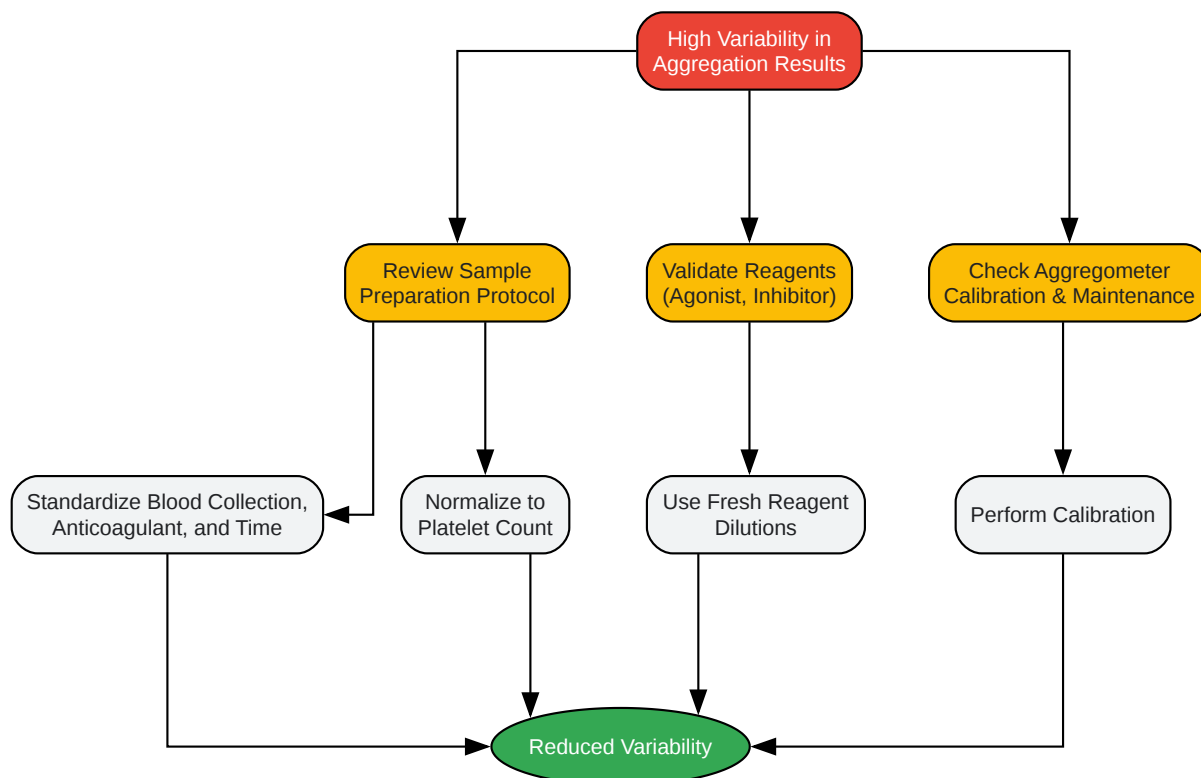 High Variability in
Aggregation Results
Review Sample
Preparation Protocol
Validate Reagents
(Agonist, Inhibitor)
Check Aggregometer
Calibration & Maintenance
Standardize Blood Collection,
Anticoagulant, and Time
Normalize to
Platelet Count
Use Fresh Reagent
Dilutions
Perform Calibration
Reduced Variability